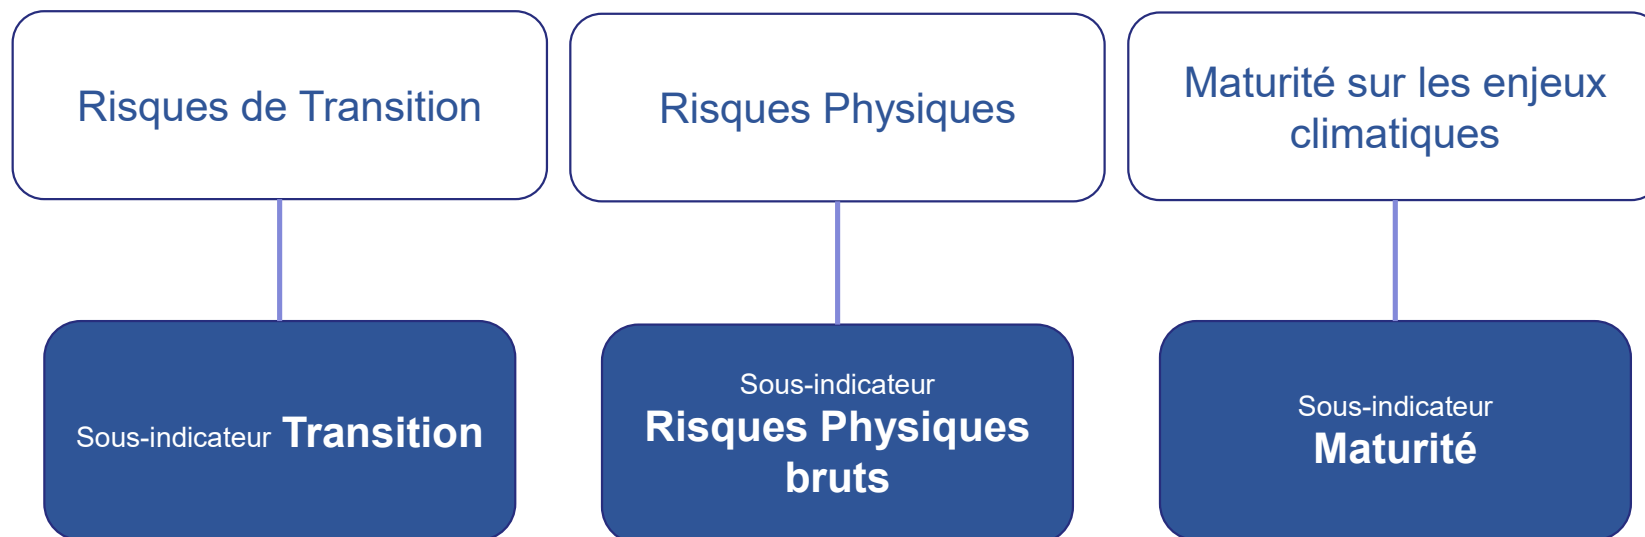 Risques de Transition
Risques Physiques
Maturité sur les enjeux
climatiques
Sous-indicateur Transition
Sous-indicateur
Risques Physiques
bruts
Sous-indicateur
Maturité